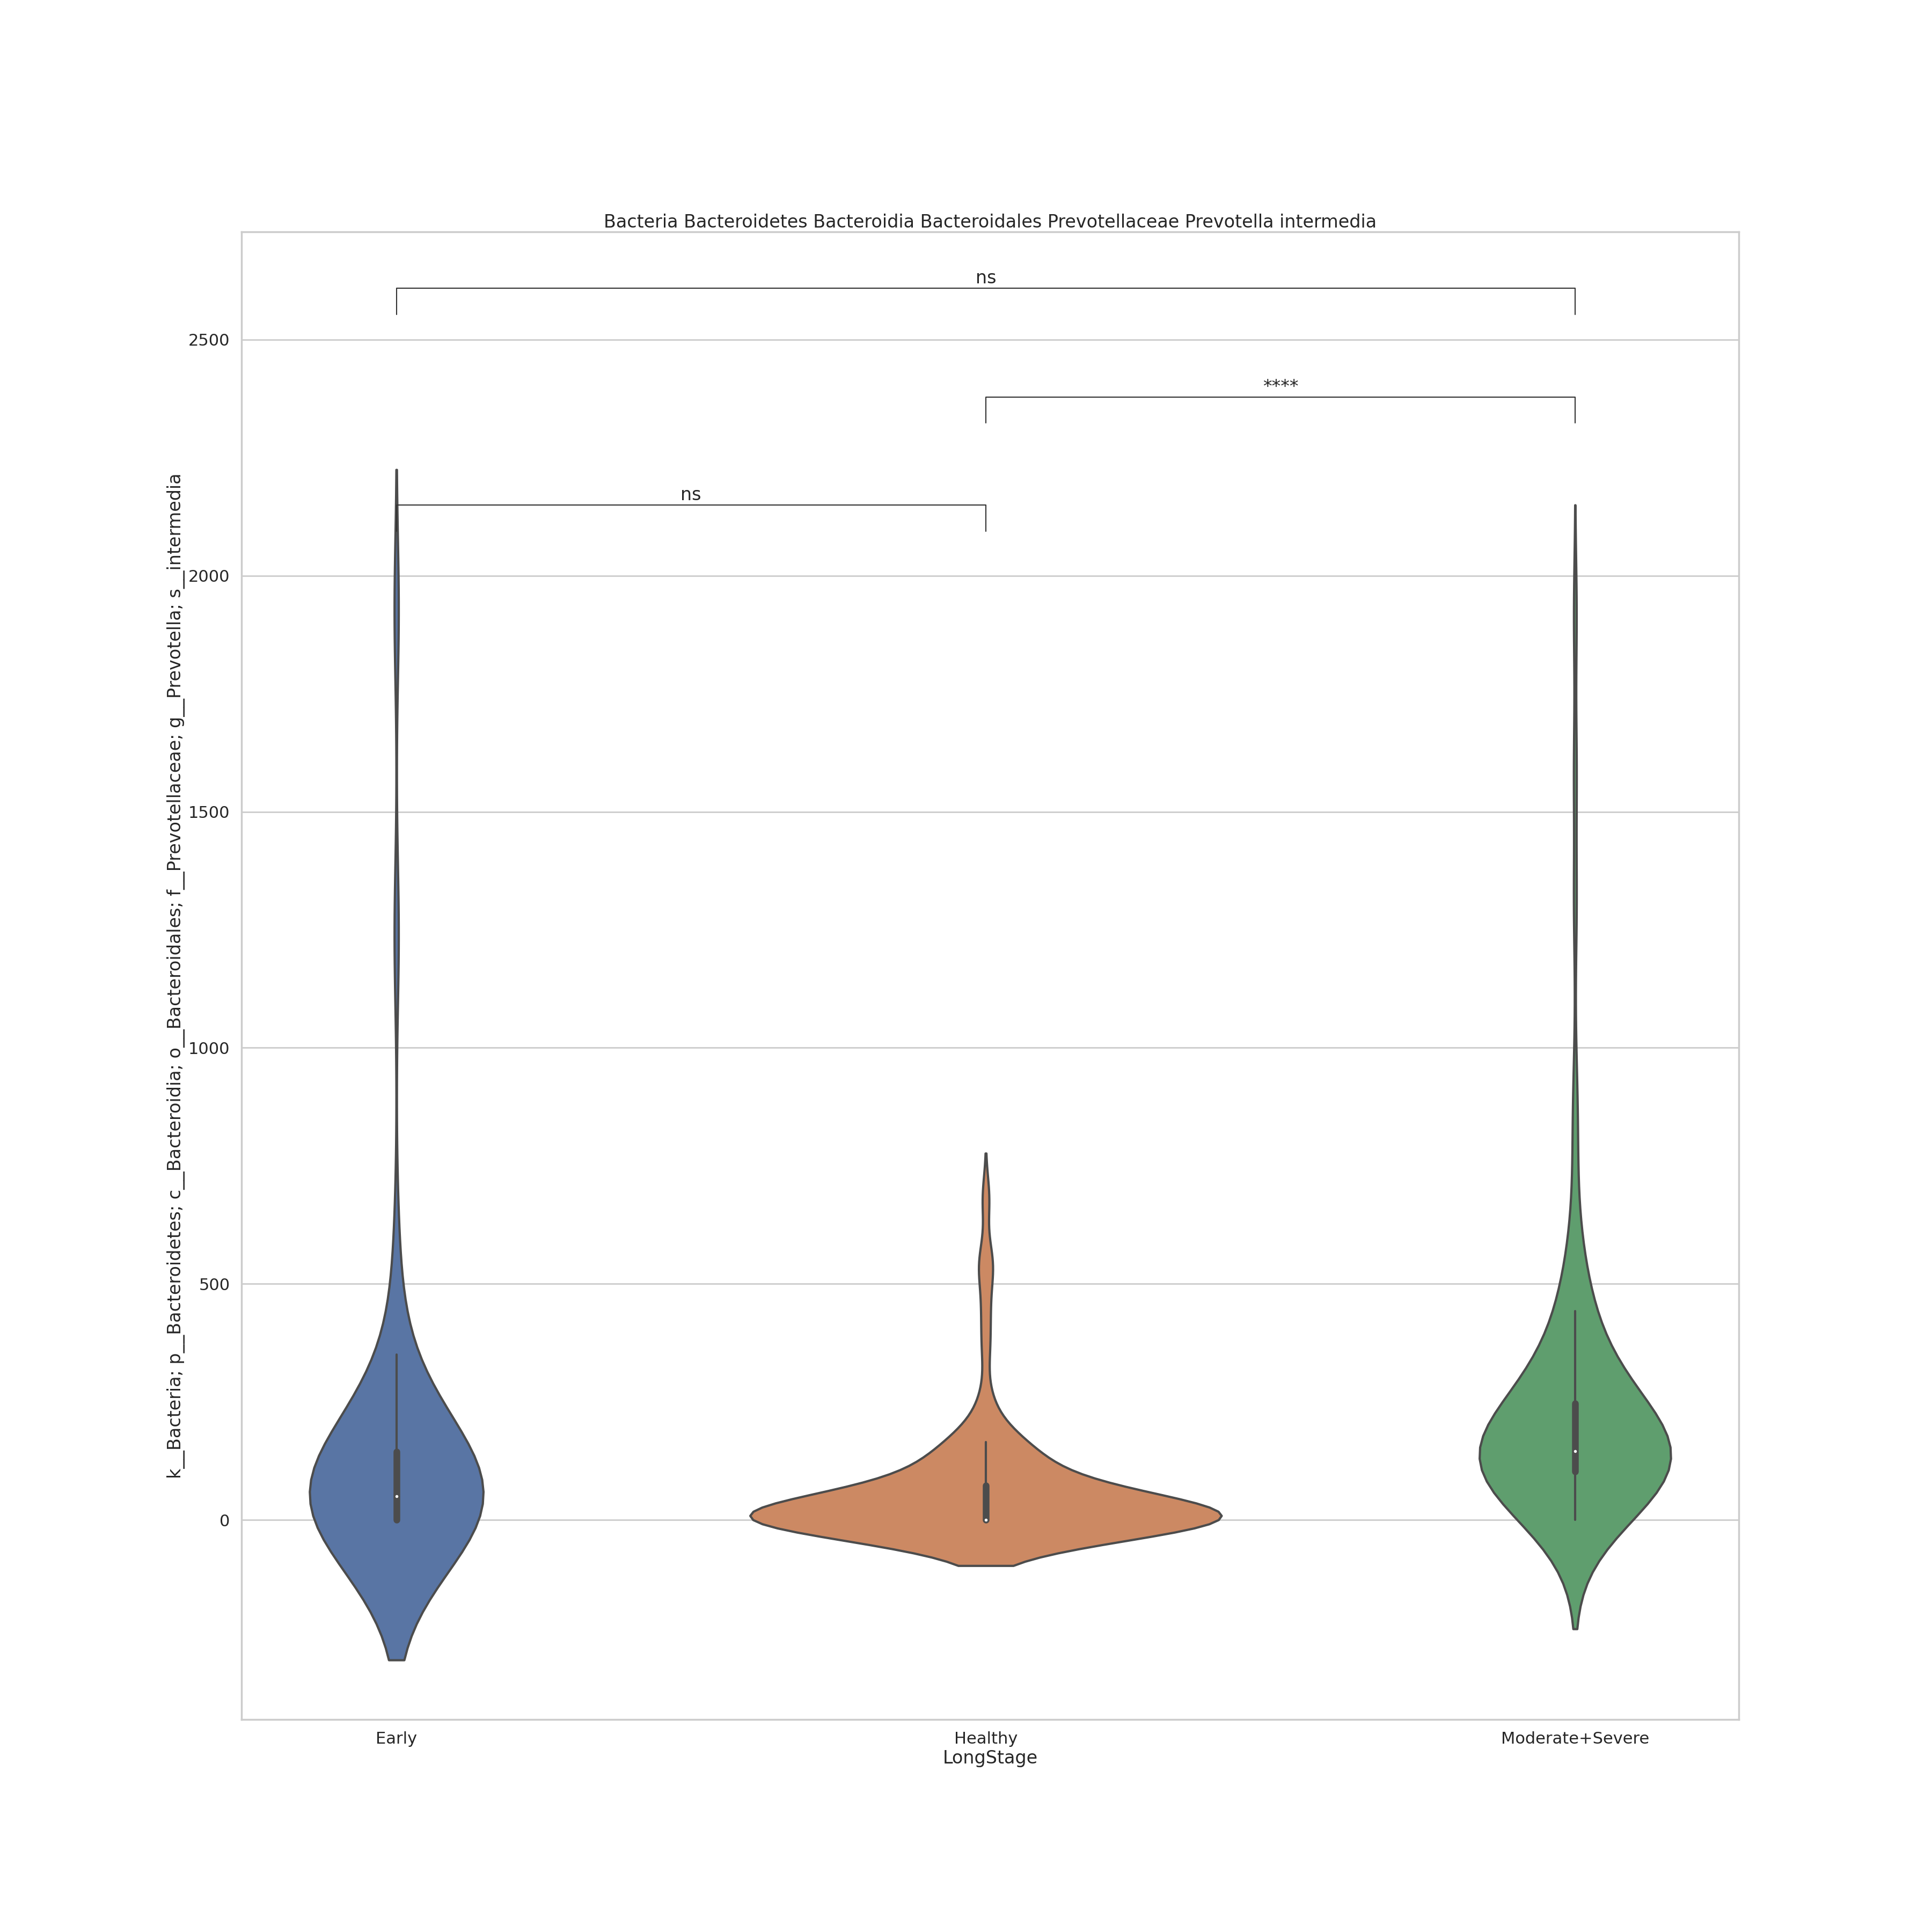 Bacteria Bacteroidetes Bacteroidia Bacteroidales Prevotellaceae Prevotella intermedia
ns
2500
****
ns
2000
1500
1000
500
0
k__Bacteria; p__Bacteroidetes; c__Bacteroidia; o__Bacteroidales; f__Prevotellaceae; g__Prevotella; s__intermedia
Early Healthy Moderate+Severe
LongStage